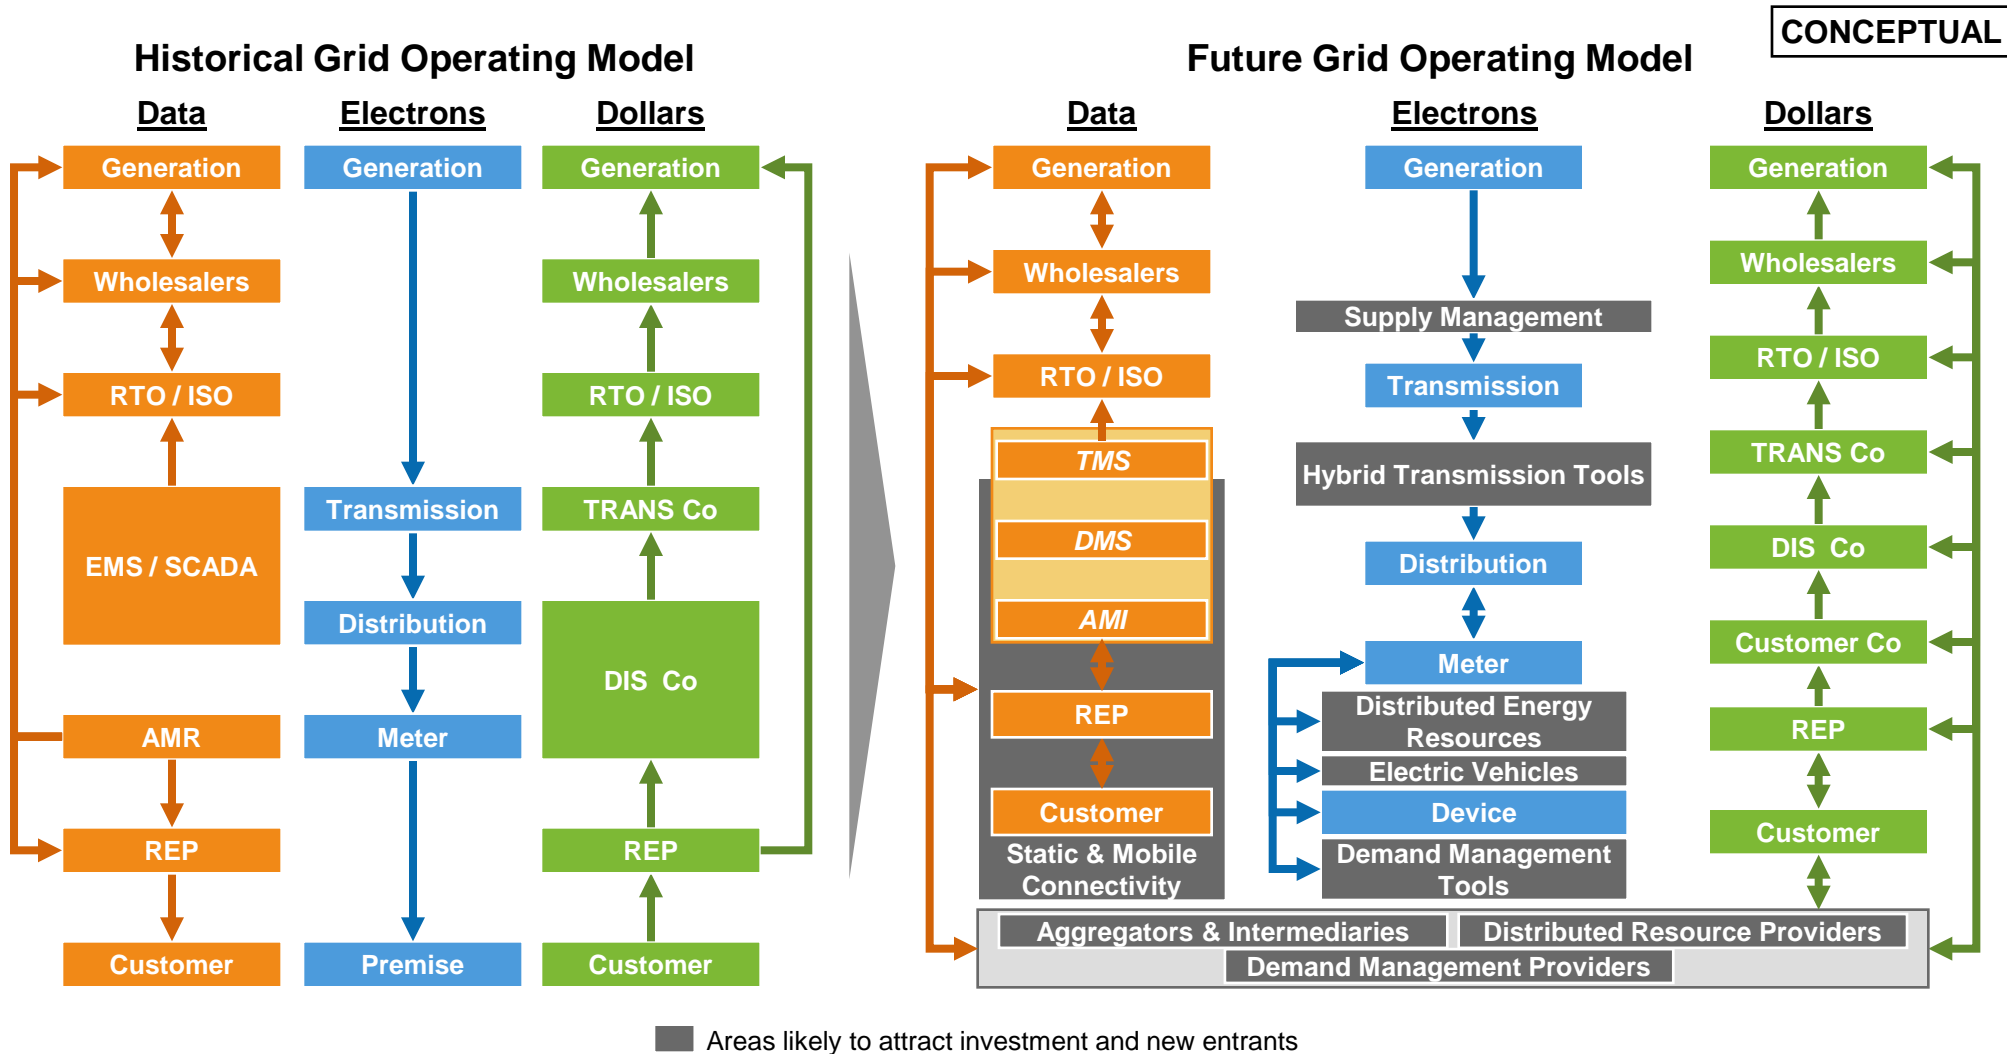 CONCEPTUAL
Historical Grid Operating Model
Data
Electrons
Dollars
Generation
Wholesalers
RTO / ISO
EMS / SCADA
AMR
REP
Customer
Generation
Transmission
Distribution
Meter
Premise
Generation
Wholesalers
RTO / ISO
TRANS Co
DIS Co
REP
Customer
Future Grid Operating Model
Data
Electrons
Dollars
Generation
Wholesalers
RTO / ISO
TMS
DMS
AMI
REP
Customer
Static & Mobile
Connectivity
Generation
Supply Management
Transmission
Hybrid Transmission Tools
Distribution
Meter
Distributed Energy
Resources
Electric Vehicles
Device
Demand Management
Tools
Generation
Wholesalers
RTO / ISO
TRANS Co
DIS Co
Customer Co
REP
Customer
Aggregators & Intermediaries
Distributed Resource Providers
Demand Management Providers
Areas likely to attract investment and new entrants